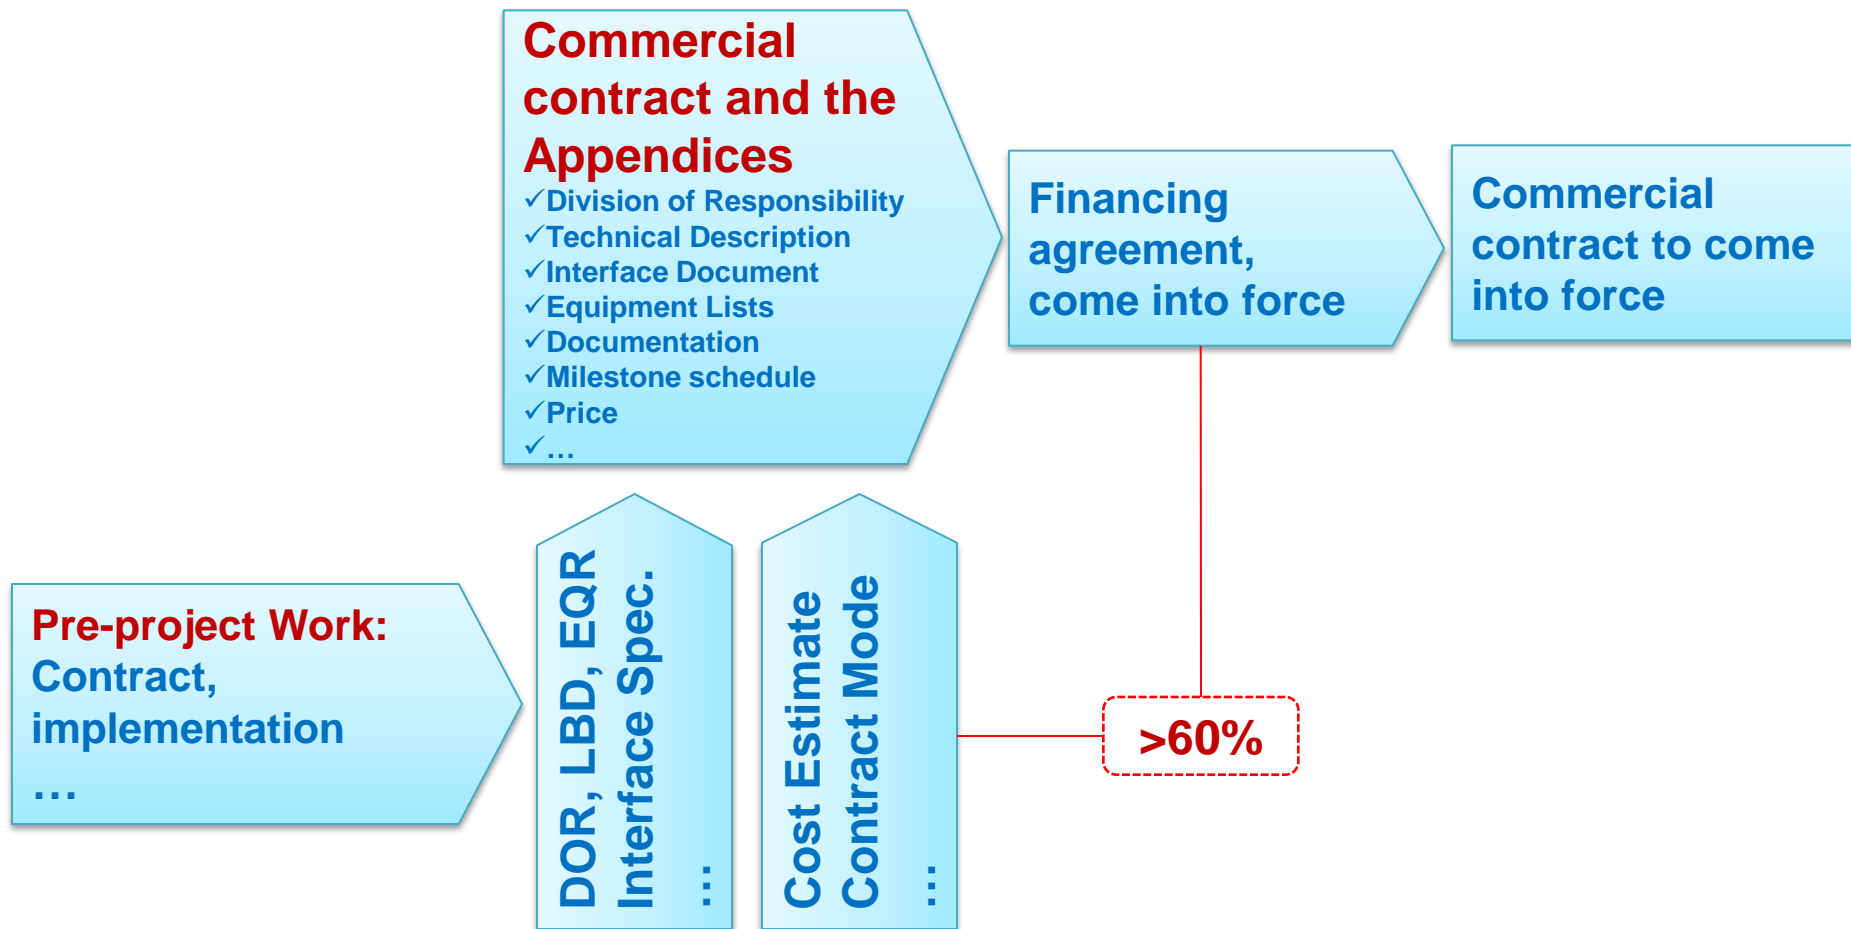 Commercial
contract and the
Appendices
✓Division of Responsibility
✓Technical Description
✓Interface Document
✓Equipment Lists
✓Documentation
✓Milestone schedule
✓Price
✓...
Financing
agreement,
come into force
Commercial
contract to come
into force
Pre-project Work:
Contract,
implementation
...
DOR, LBD, EQR
Interface Spec.
...
Cost Estimate
Contract Mode
...
>60%